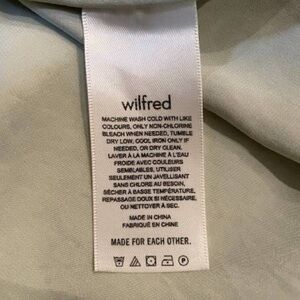 wilfred
MACHINE WASH COLD WITH LIKE
COLOURS, ONLY NON-CHLORINE
BLEACH WHEN NEEDED, TUMBLE
DRY LOW, COOL IRON ONLY IF
NEEDED, OR DRY CLEAN.
LAVER À LA MACHINE À L'EAU
FROIDE AVEC COULEURS
SEMBLABLES, UTILISER
SEULEMENT UN JAVELLISANT
SANS CHLORE AU BESOIN,
SÉCHER À BASSE TEMPÉRATURE,
REPASSAGE DOUX SI NÉCESSAIRE,
OU NETTOYER À SEC.
MADE IN CHINA
FABRIQUÉ EN CHINE
MADE FOR EACH OTHER.